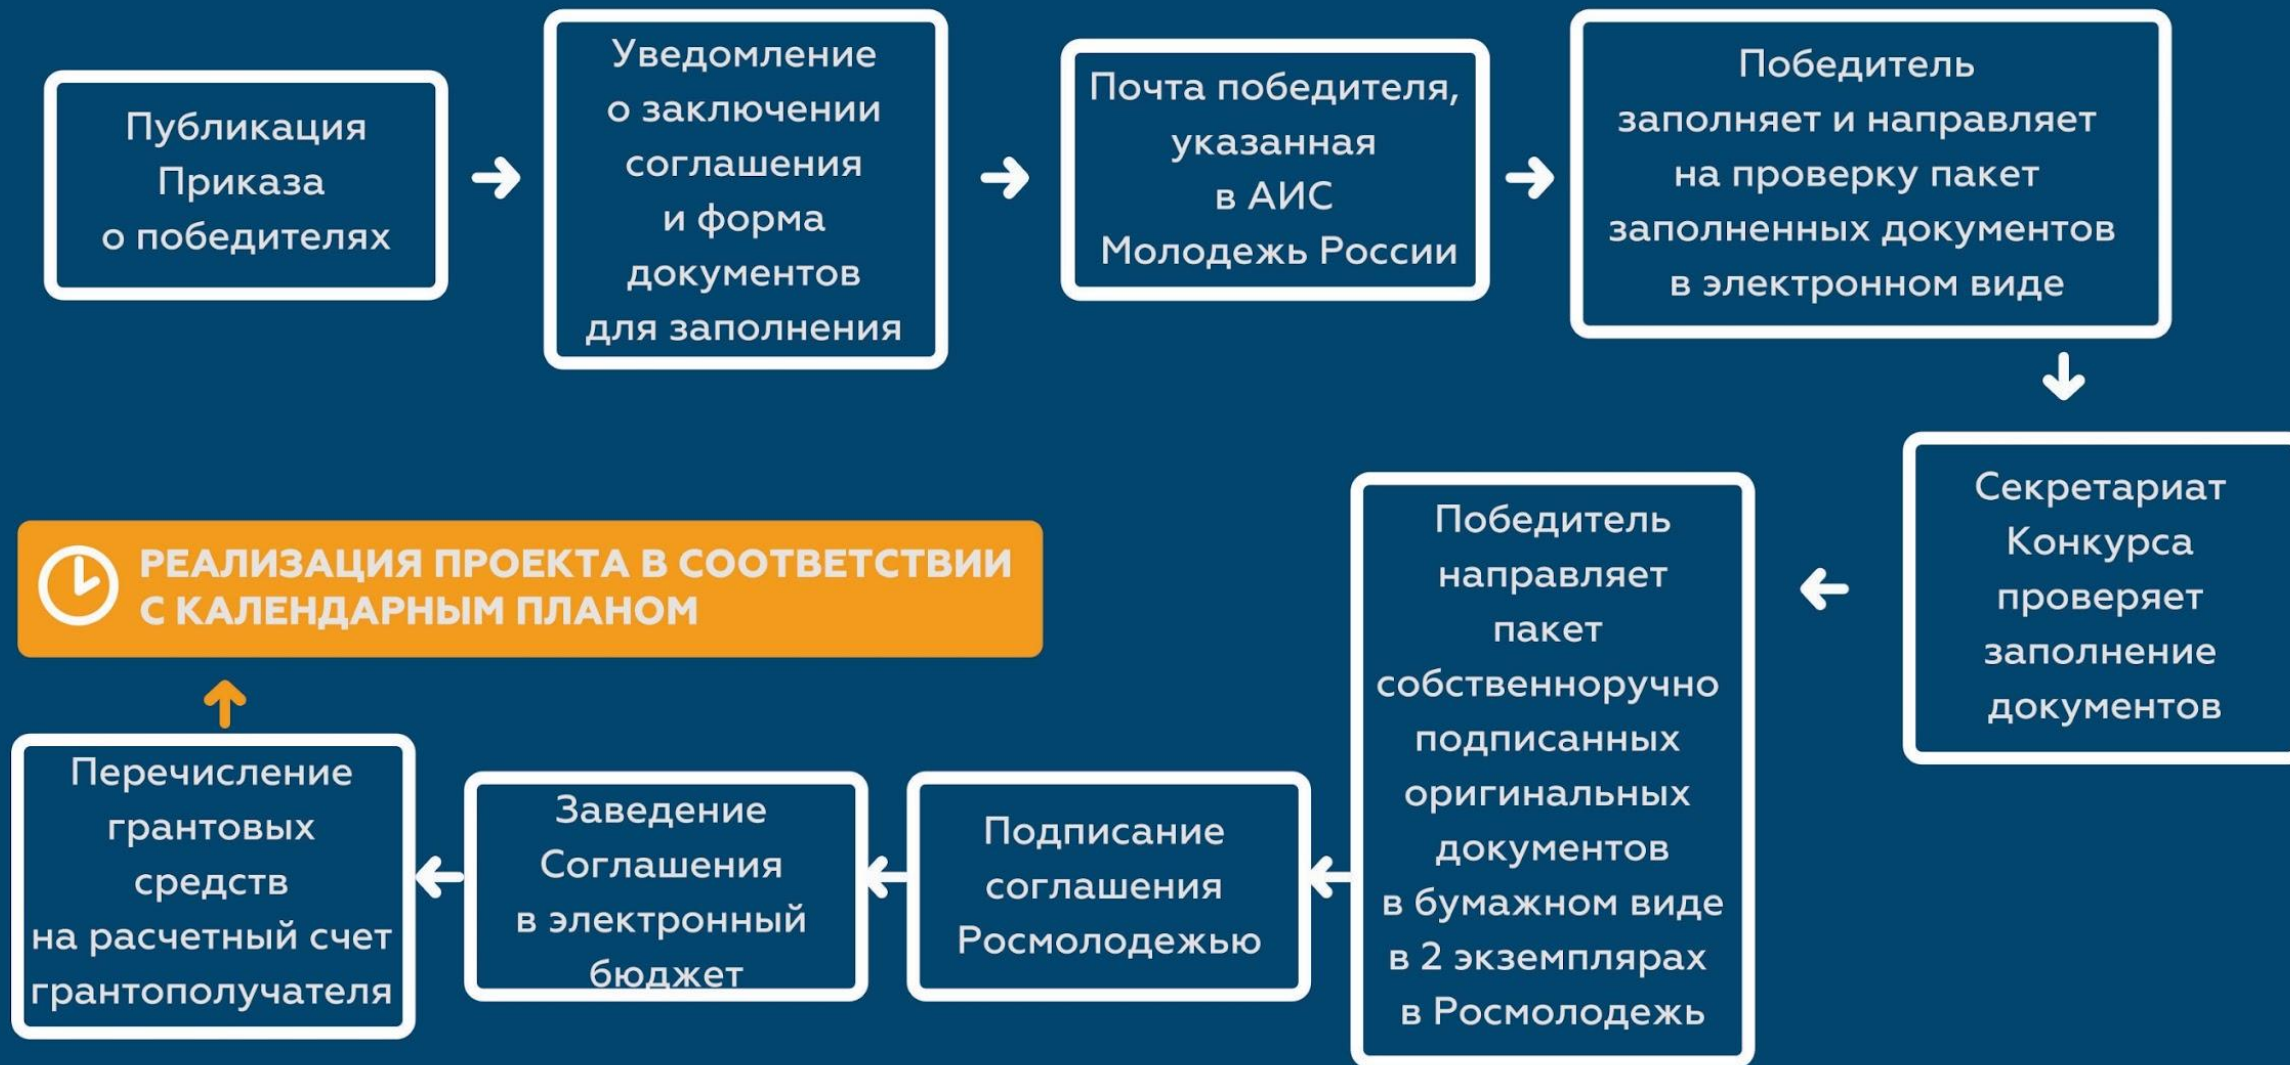 Публикация
Приказа
о победителях
Уведомление
о заключении
соглашения
и форма
документов
для заполнения
Почта победителя,
указанная
в АИС
Молодежь России
Победитель
заполняет и направляет
на проверку пакет
заполненных документов
в электронном виде
Секретариат
Конкурса
проверяет
заполнение
документов
Победитель
направляет
пакет
собственноручно
подписанных
оригинальных
документов
в бумажном виде
в 2 экземплярах
в Росмолодежь
Подписание
соглашения
Росмолодежью
Заведение
Соглашения
в электронный
бюджет
Перечисление
грантовых
средств
на расчетный счет
грантополучателя
РЕАЛИЗАЦИЯ ПРОЕКТА В СООТВЕТСТВИИ
С КАЛЕНДАРНЫМ ПЛАНОМ